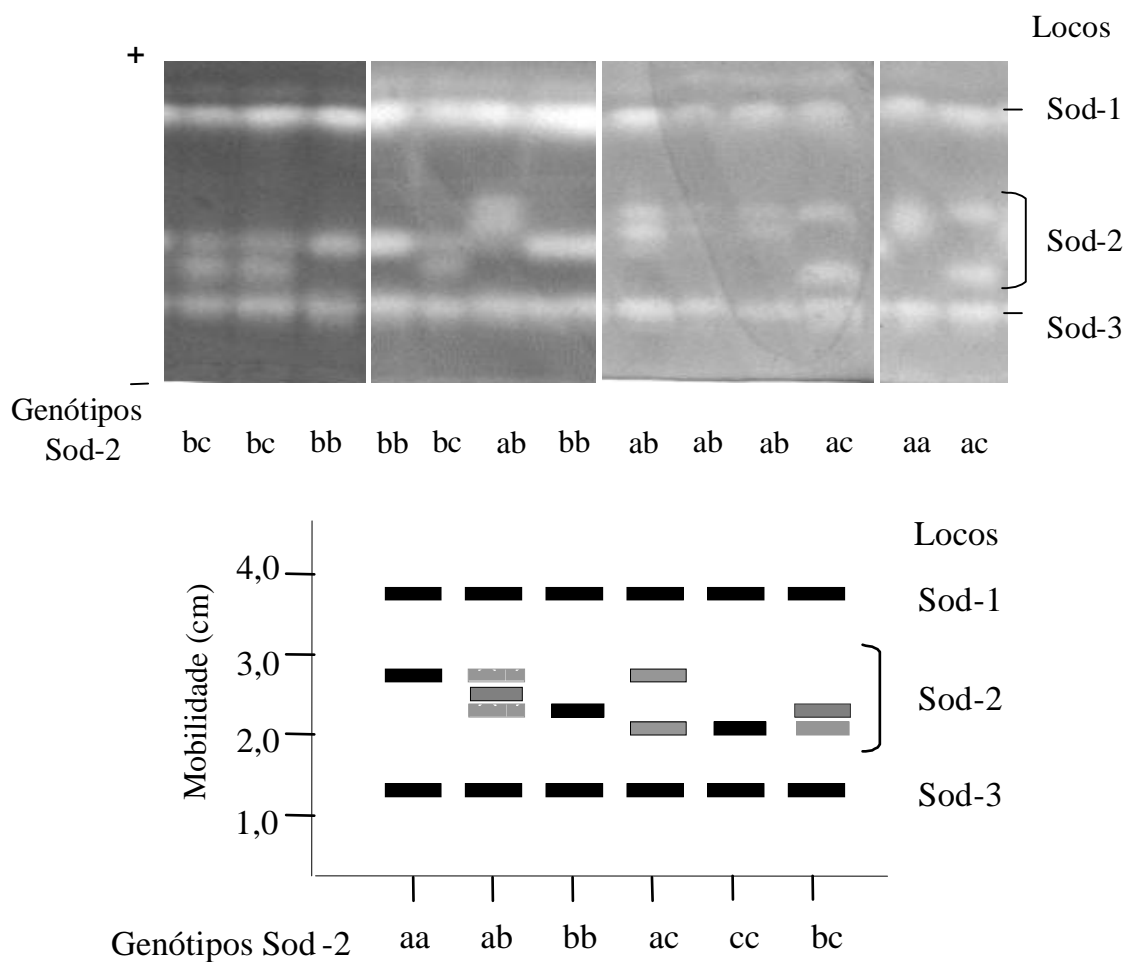 Locos
+
Sod-1
Sod-2
Sod-3
–
Genótipos
Sod-2
bc bc bb bb bc ab bb ab ab ab ac aa ac
Locos
4,0
Sod-1
3,0
Sod-2
2,0
Sod-3
1,0
Mobilidade (cm)
Genótipos Sod -2 aa ab bb ac cc bc